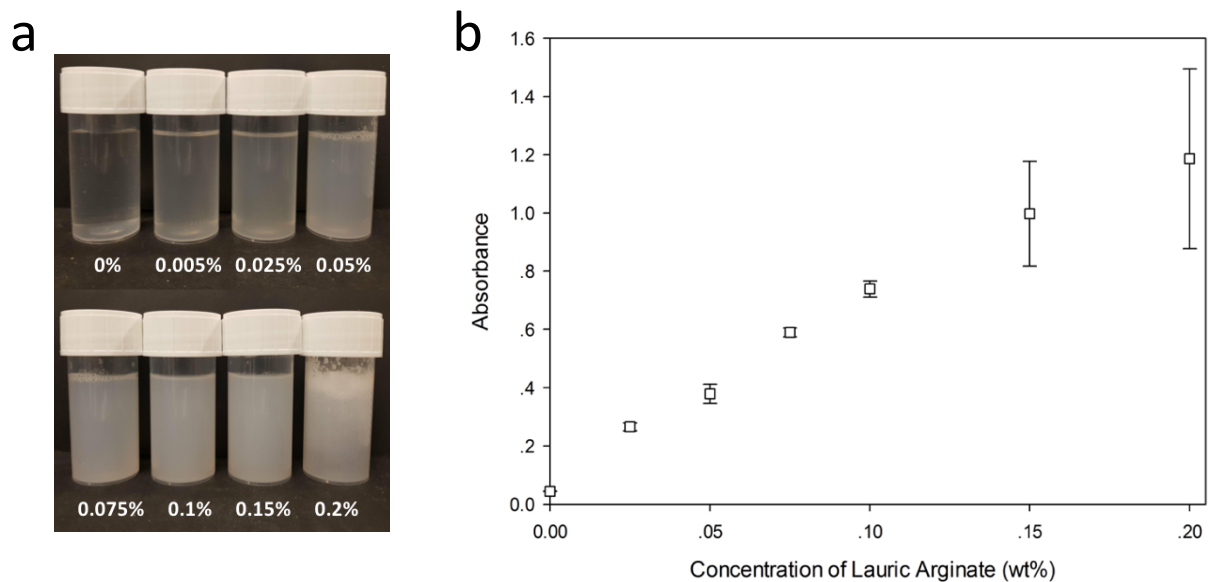 a
0% 0.005% 0.025% 0.05%
0.075% 0.1% 0.15% 0.2%
b
1.6
1.4
1.2
1.0
.8
.6
.4
.2
0.0
Absorbance
0.00 .05 .10 .15 .20
Concentration of Lauric Arginate (wt%)